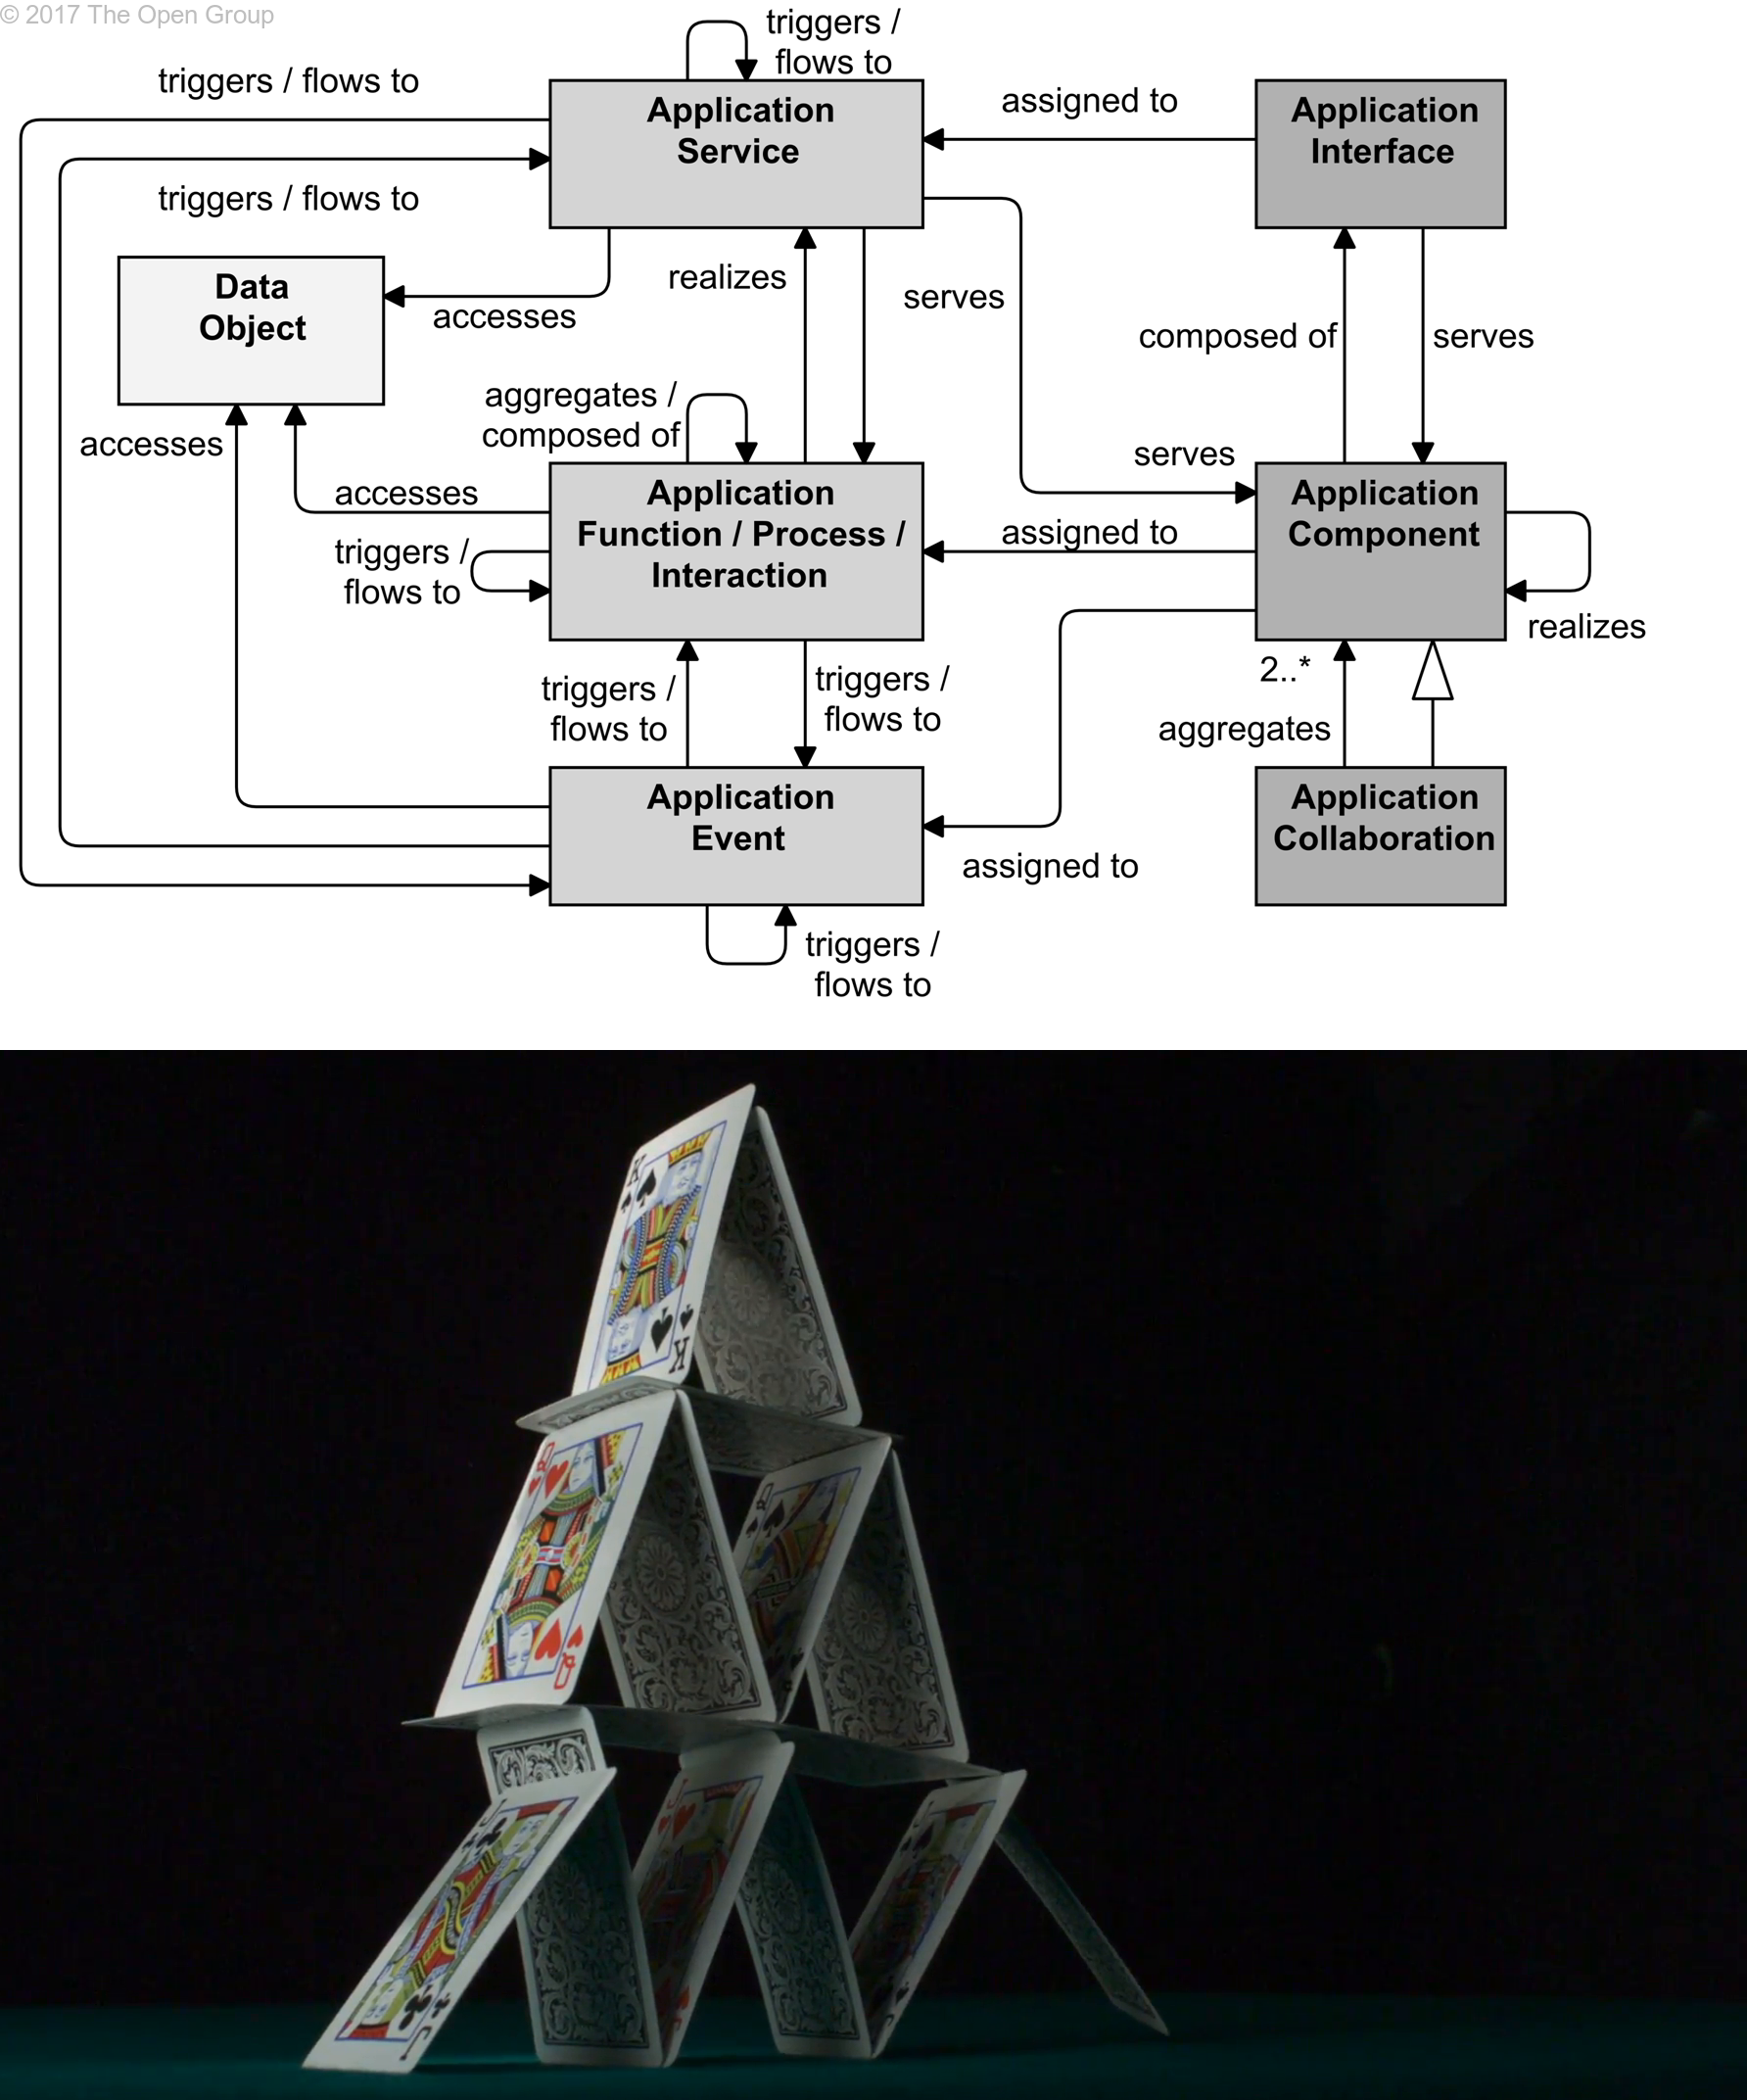 © 2017 The Open Group
triggers /
flows to
triggers / flows to
Application
Service
assigned to
Application
Interface
triggers / flows to
Data
Object
accesses
realizes
serves
composed of
serves
aggregates /
composed of
accesses
accesses
serves
Application
Function / Process /
Interaction
assigned to
Application
Component
triggers /
flows to
realizes
triggers /
flows to
triggers /
flows to
2..*
aggregates
Application
Event
Application
Collaboration
assigned to
triggers /
flows to
K
K
Q
Q
J
J
J
J